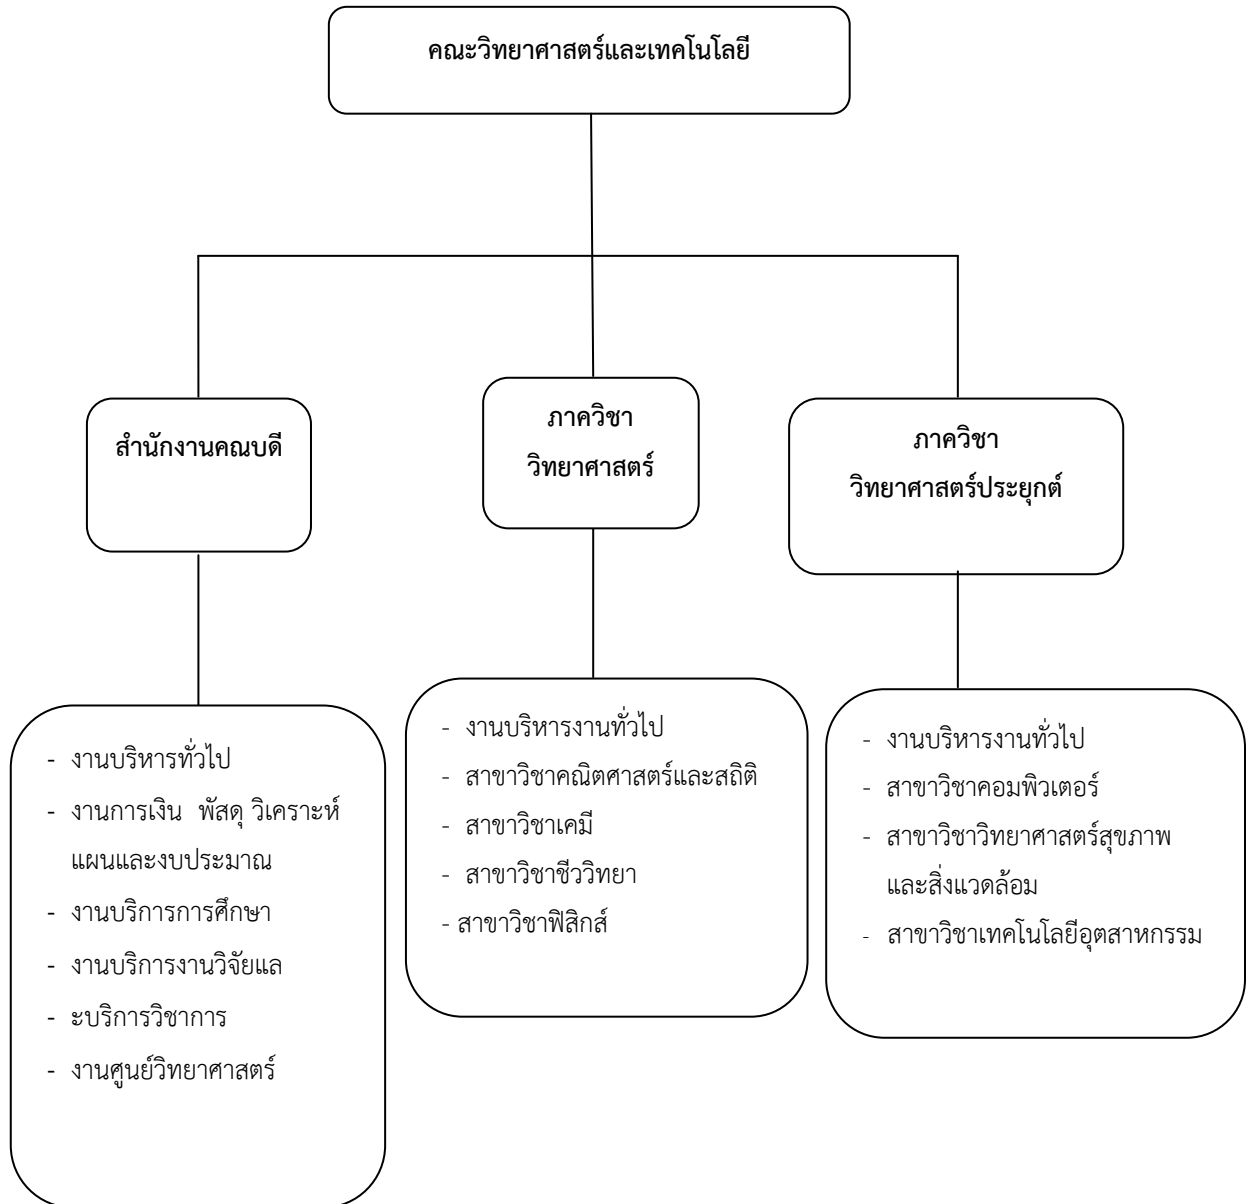 คณะวิทยาศาสตร์และเทคโนโลยี
สำนักงานคณบดี
ภาควิชา
วิทยาศาสตร์
ภาควิชา
วิทยาศาสตร์ประยุกต์
- งานบริหารทั่วไป
- งานการเงิน พัสดุ วิเคราะห์
แผนและงบประมาณ
- งานบริการการศึกษา
- งานบริการงานวิจัยแล
- ะบริการวิชาการ
- งานศูนย์วิทยาศาสตร์
- งานบริหารงานทั่วไป
- สาขาวิชาคณิตศาสตร์และสถิติ
- สาขาวิชาเคมี
- สาขาวิชาชีววิทยา
- สาขาวิชาฟิสิกส์
- งานบริหารงานทั่วไป
- สาขาวิชาคอมพิวเตอร์
- สาขาวิชาวิทยาศาสตร์สุขภาพ
และสิ่งแวดล้อม
- สาขาวิชาเทคโนโลยีอุตสาหกรรม